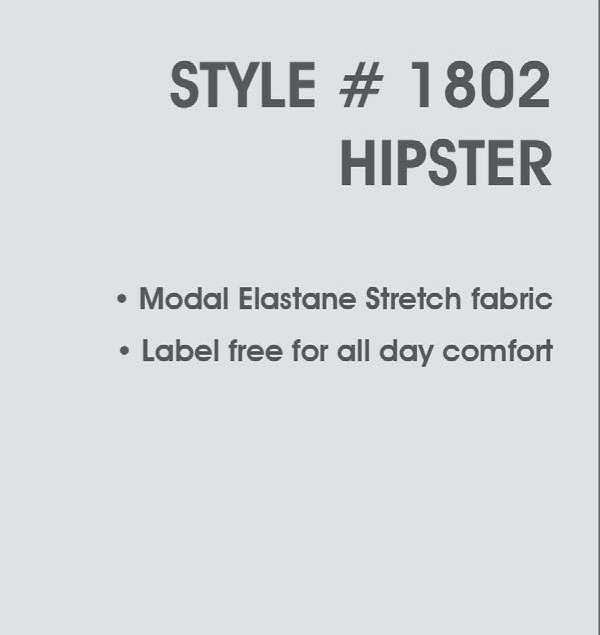 STYLE # 1802
HIPSTER
• Modal Elastane Stretch fabric
• Label free for all day comfort